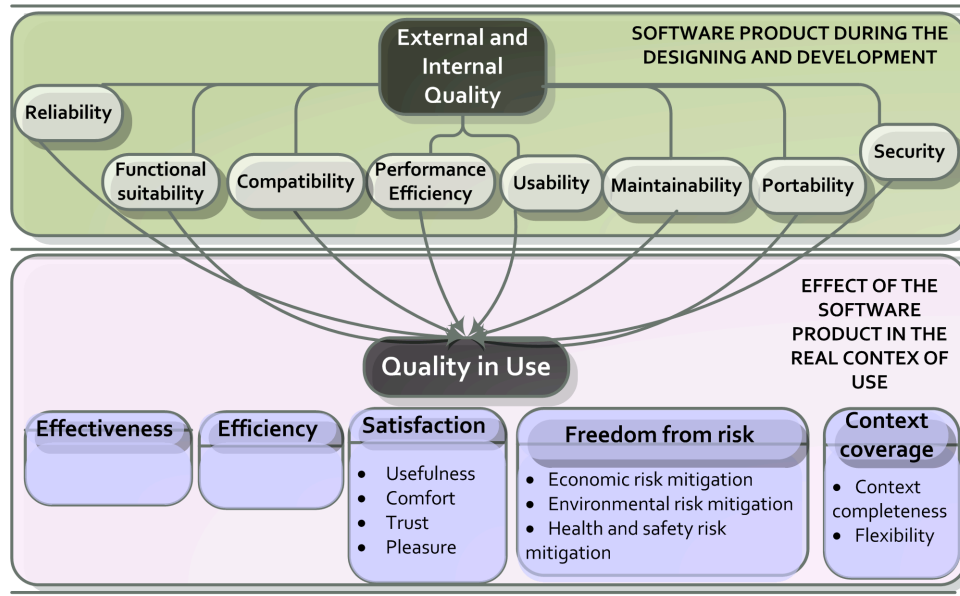 External and
Internal
Quality
SOFTWARE PRODUCT DURING THE
DESIGNING AND DEVELOPMENT
Reliability
Functional
suitability
Compatibility
Performance
Efficiency
Usability
Maintainability
Portability
Security
EFFECT OF THE
SOFTWARE
PRODUCT IN THE
REAL CONTEX OF
USE
Quality in Use
Effectiveness
Efficiency
Satisfaction
• Usefulness
• Comfort
• Trust
• Pleasure
Freedom from risk
• Economic risk mitigation
• Environmental risk mitigation
• Health and safety risk
mitigation
Context
coverage
• Context
completeness
• Flexibility